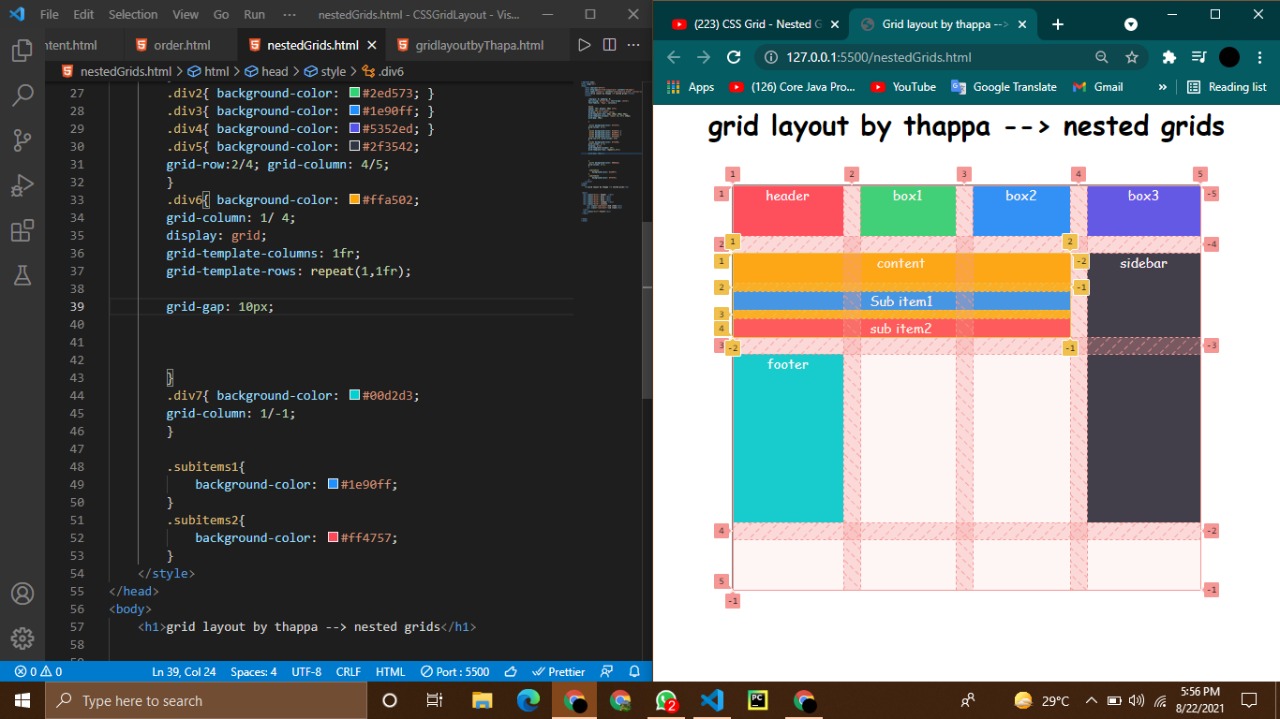 File Edit Selection View Go Run ··· nestedGrids.html - CSSGridLayout - Vis...
ntent.html order.html nestedGrids.html gridlayoutbyThapa.html
nestedGrids.html > html > head > style > .div6
27 .div2{ background-color: #2ed573; }
28 .div3{ background-color: #1e90ff; }
29 .div4{ background-color: #5352ed; }
30 .div5{ background-color: #2f3542;
31 grid-row:2/4; grid-column: 4/5;
32 }
33 .div6{ background-color: #ffa502;
34 grid-column: 1/ 4;
35 display: grid;
36 grid-template-columns: 1fr;
37 grid-template-rows: repeat(1,1fr);
38
39 grid-gap: 10px;
40
41
42
43 }
44 .div7{ background-color: #00d2d3;
45 grid-column: 1/-1;
46 }
47
48 .subitems1{
49 background-color: #1e90ff;
50 }
51 .subitems2{
52 background-color: #ff4757;
53 }
54 </style>
55 </head>
56 <body>
57 <h1>grid layout by thappa --> nested grids</h1>
58
0 0 Ln 39, Col 24 Spaces: 4 UTF-8 CRLF HTML Port : 5500 Prettier
(223) CSS Grid - Nested G Grid layout by thappa -->
127.0.0.1:5500/nestedGrids.html
Apps (126) Core Java Pro... YouTube Google Translate Gmail » Reading list
grid layout by thappa --> nested grids
1 2 3 4 5
1 header box1 box2 box3 -5
2 1 2 -4
1 content -2 sidebar
2 Sub item1 -1
3
4 sub item2
3 -2 -1 -3
footer
4 -2
5 -1
-1
Type here to search 2 PC 29°C 5:56 PM
8/22/2021